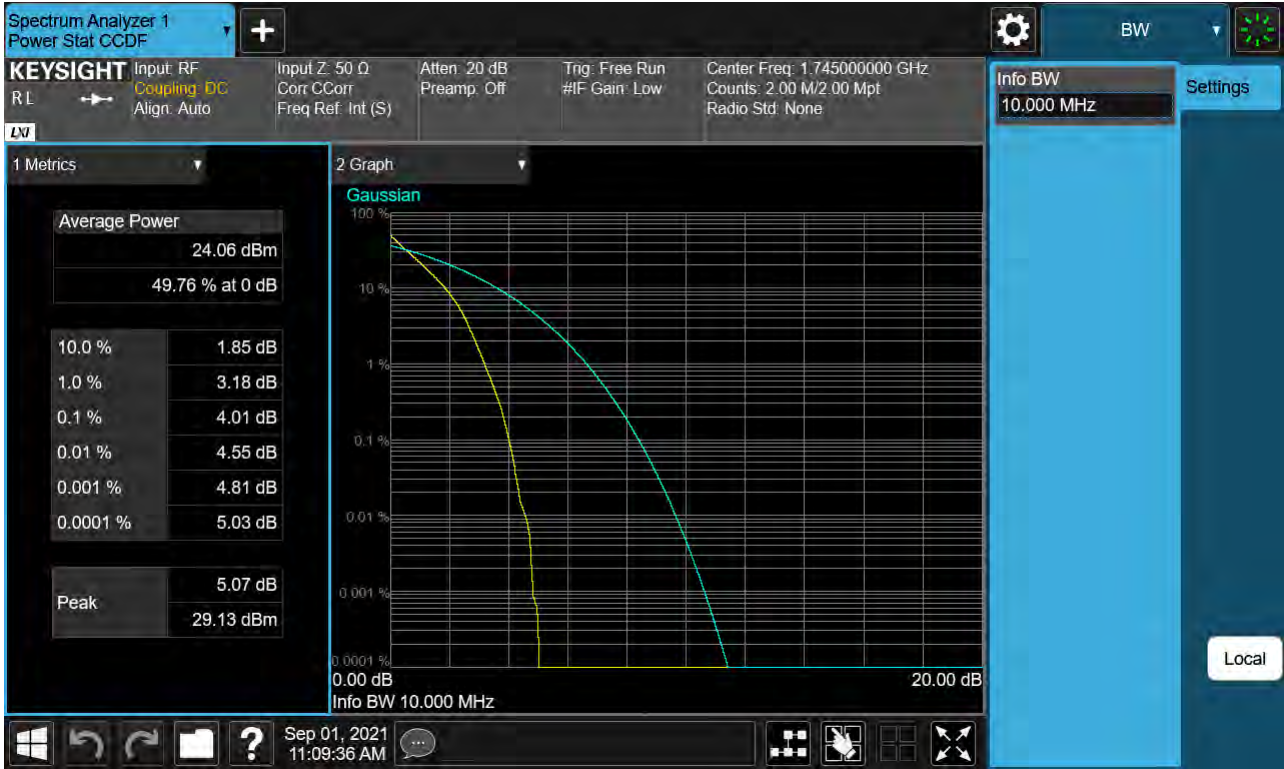 Spectrum Analyzer 1
Power Stat CCDF
BW
KEYSIGHT
RL
LXI
Input: RF
Coupling: DC
Align: Auto
Input Z: 50 Ω
Corr CCorr
Freq Ref: Int (S)
Atten: 20 dB
Preamp: Off
Trig: Free Run
#IF Gain: Low
Center Freq: 1.745000000 GHz
Counts: 2.00 M/2.00 Mpt
Radio Std: None
Info BW
10.000 MHz
Settings
1 Metrics
Average Power
24.06 dBm
49.76 % at 0 dB
10.0 % 1.85 dB
1.0 % 3.18 dB
0.1 % 4.01 dB
0.01 % 4.55 dB
0.001 % 4.81 dB
0.0001 % 5.03 dB
Peak
5.07 dB
29.13 dBm
2 Graph
Gaussian
100 %
10 %
1 %
0.1 %
0.01 %
0.001 %
0.0001 %
0.00 dB 20.00 dB
Info BW 10.000 MHz
Local
?
Sep 01, 2021
11:09:36 AM